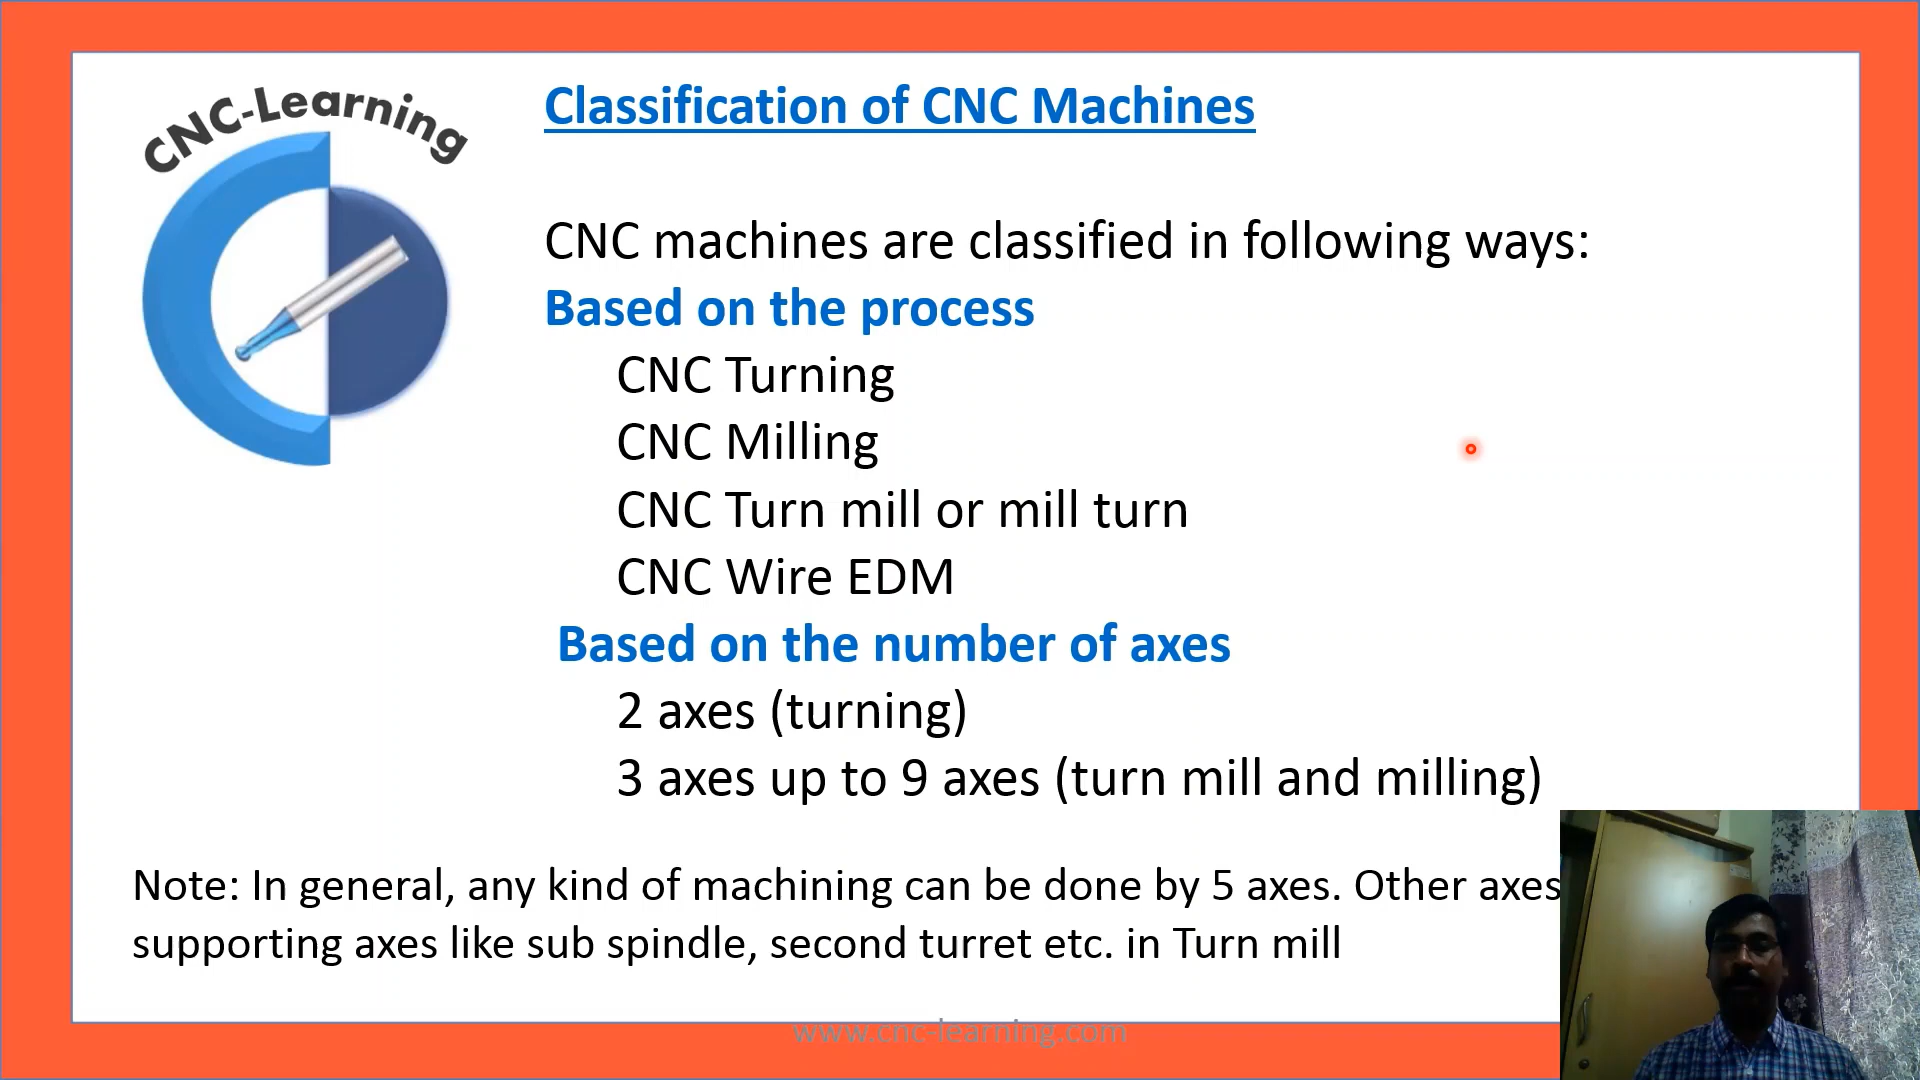 CNC-Learning
Classification of CNC Machines
CNC machines are classified in following ways:
Based on the process
CNC Turning
CNC Milling
CNC Turn mill or mill turn
CNC Wire EDM
Based on the number of axes
2 axes (turning)
3 axes up to 9 axes (turn mill and milling)
Note: In general, any kind of machining can be done by 5 axes. Other axes
supporting axes like sub spindle, second turret etc. in Turn mill
www.cnc-learning.com